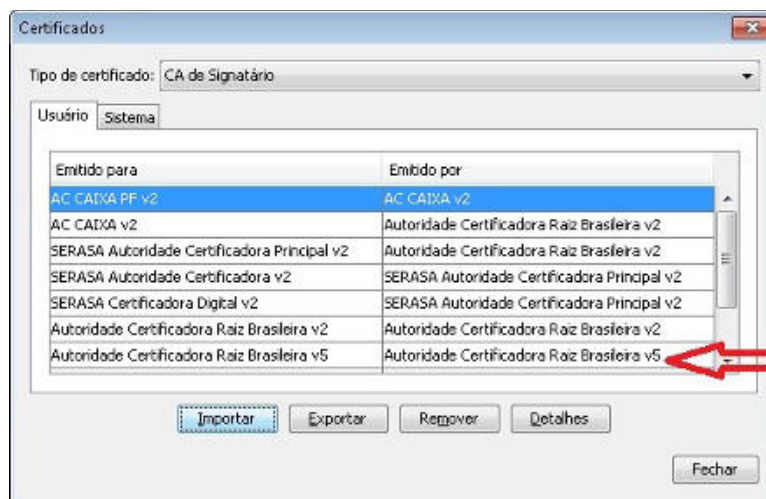 Certificados
Tipo de certificado: CA de Signatário
Usuário Sistema
Emitido para Emitido por
AC CAIXA PF v2 AC CAIXA v2
AC CAIXA v2 Autoridade Certificadora Raiz Brasileira v2
SERASA Autoridade Certificadora Principal v2 Autoridade Certificadora Raiz Brasileira v2
SERASA Autoridade Certificadora v2 SERASA Autoridade Certificadora Principal v2
SERASA Certificadora Digital v2 SERASA Autoridade Certificadora Principal v2
Autoridade Certificadora Raiz Brasileira v2 Autoridade Certificadora Raiz Brasileira v2
Autoridade Certificadora Raiz Brasileira v5 Autoridade Certificadora Raiz Brasileira v5
Importar Exportar Remover Detalhes
Fechar